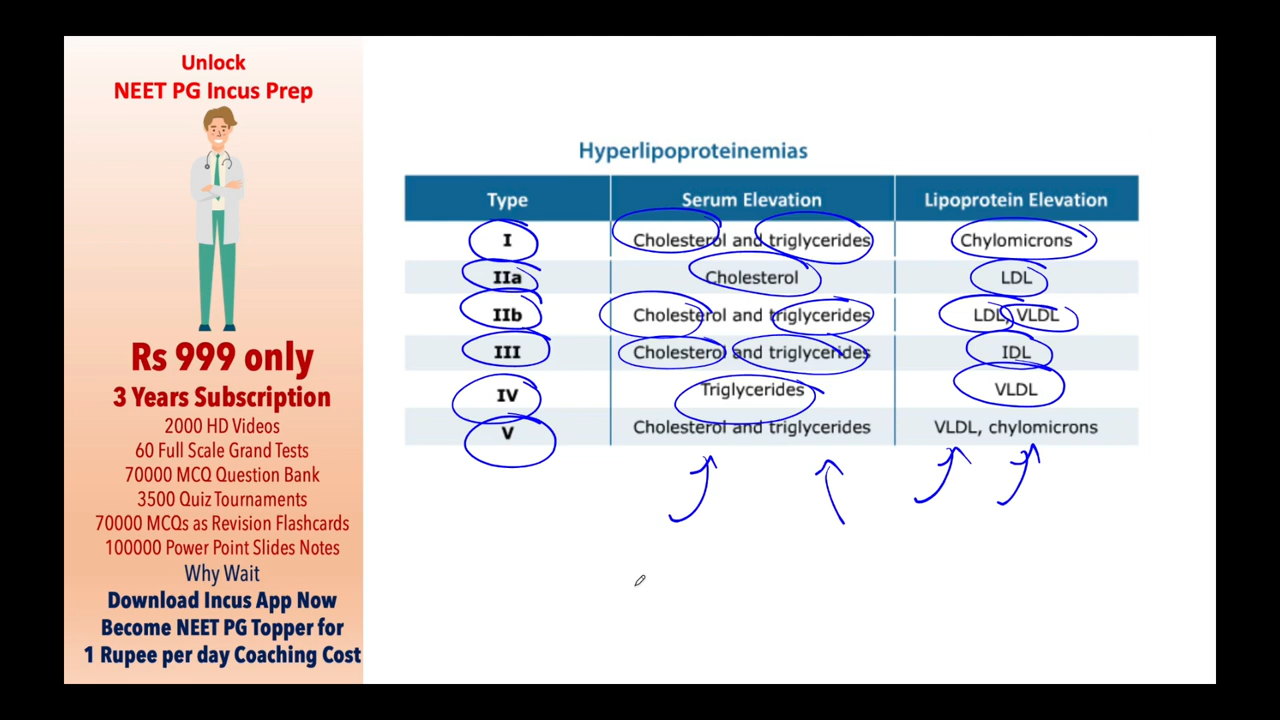 Unlock
NEET PG Incus Prep
Rs 999 only
3 Years Subscription
2000 HD Videos
60 Full Scale Grand Tests
70000 MCQ Question Bank
3500 Quiz Tournaments
70000 MCQs as Revision Flashcards
100000 Power Point Slides Notes
Why Wait
Download Incus App Now
Become NEET PG Topper for
1 Rupee per day Coaching Cost
Hyperlipoproteinemias
Type Serum Elevation Lipoprotein Elevation
I Cholesterol and triglycerides Chylomicrons
IIa Cholesterol LDL
IIb Cholesterol and triglycerides LDL, VLDL
III Cholesterol and triglycerides IDL
IV Triglycerides VLDL
V Cholesterol and triglycerides VLDL, chylomicrons